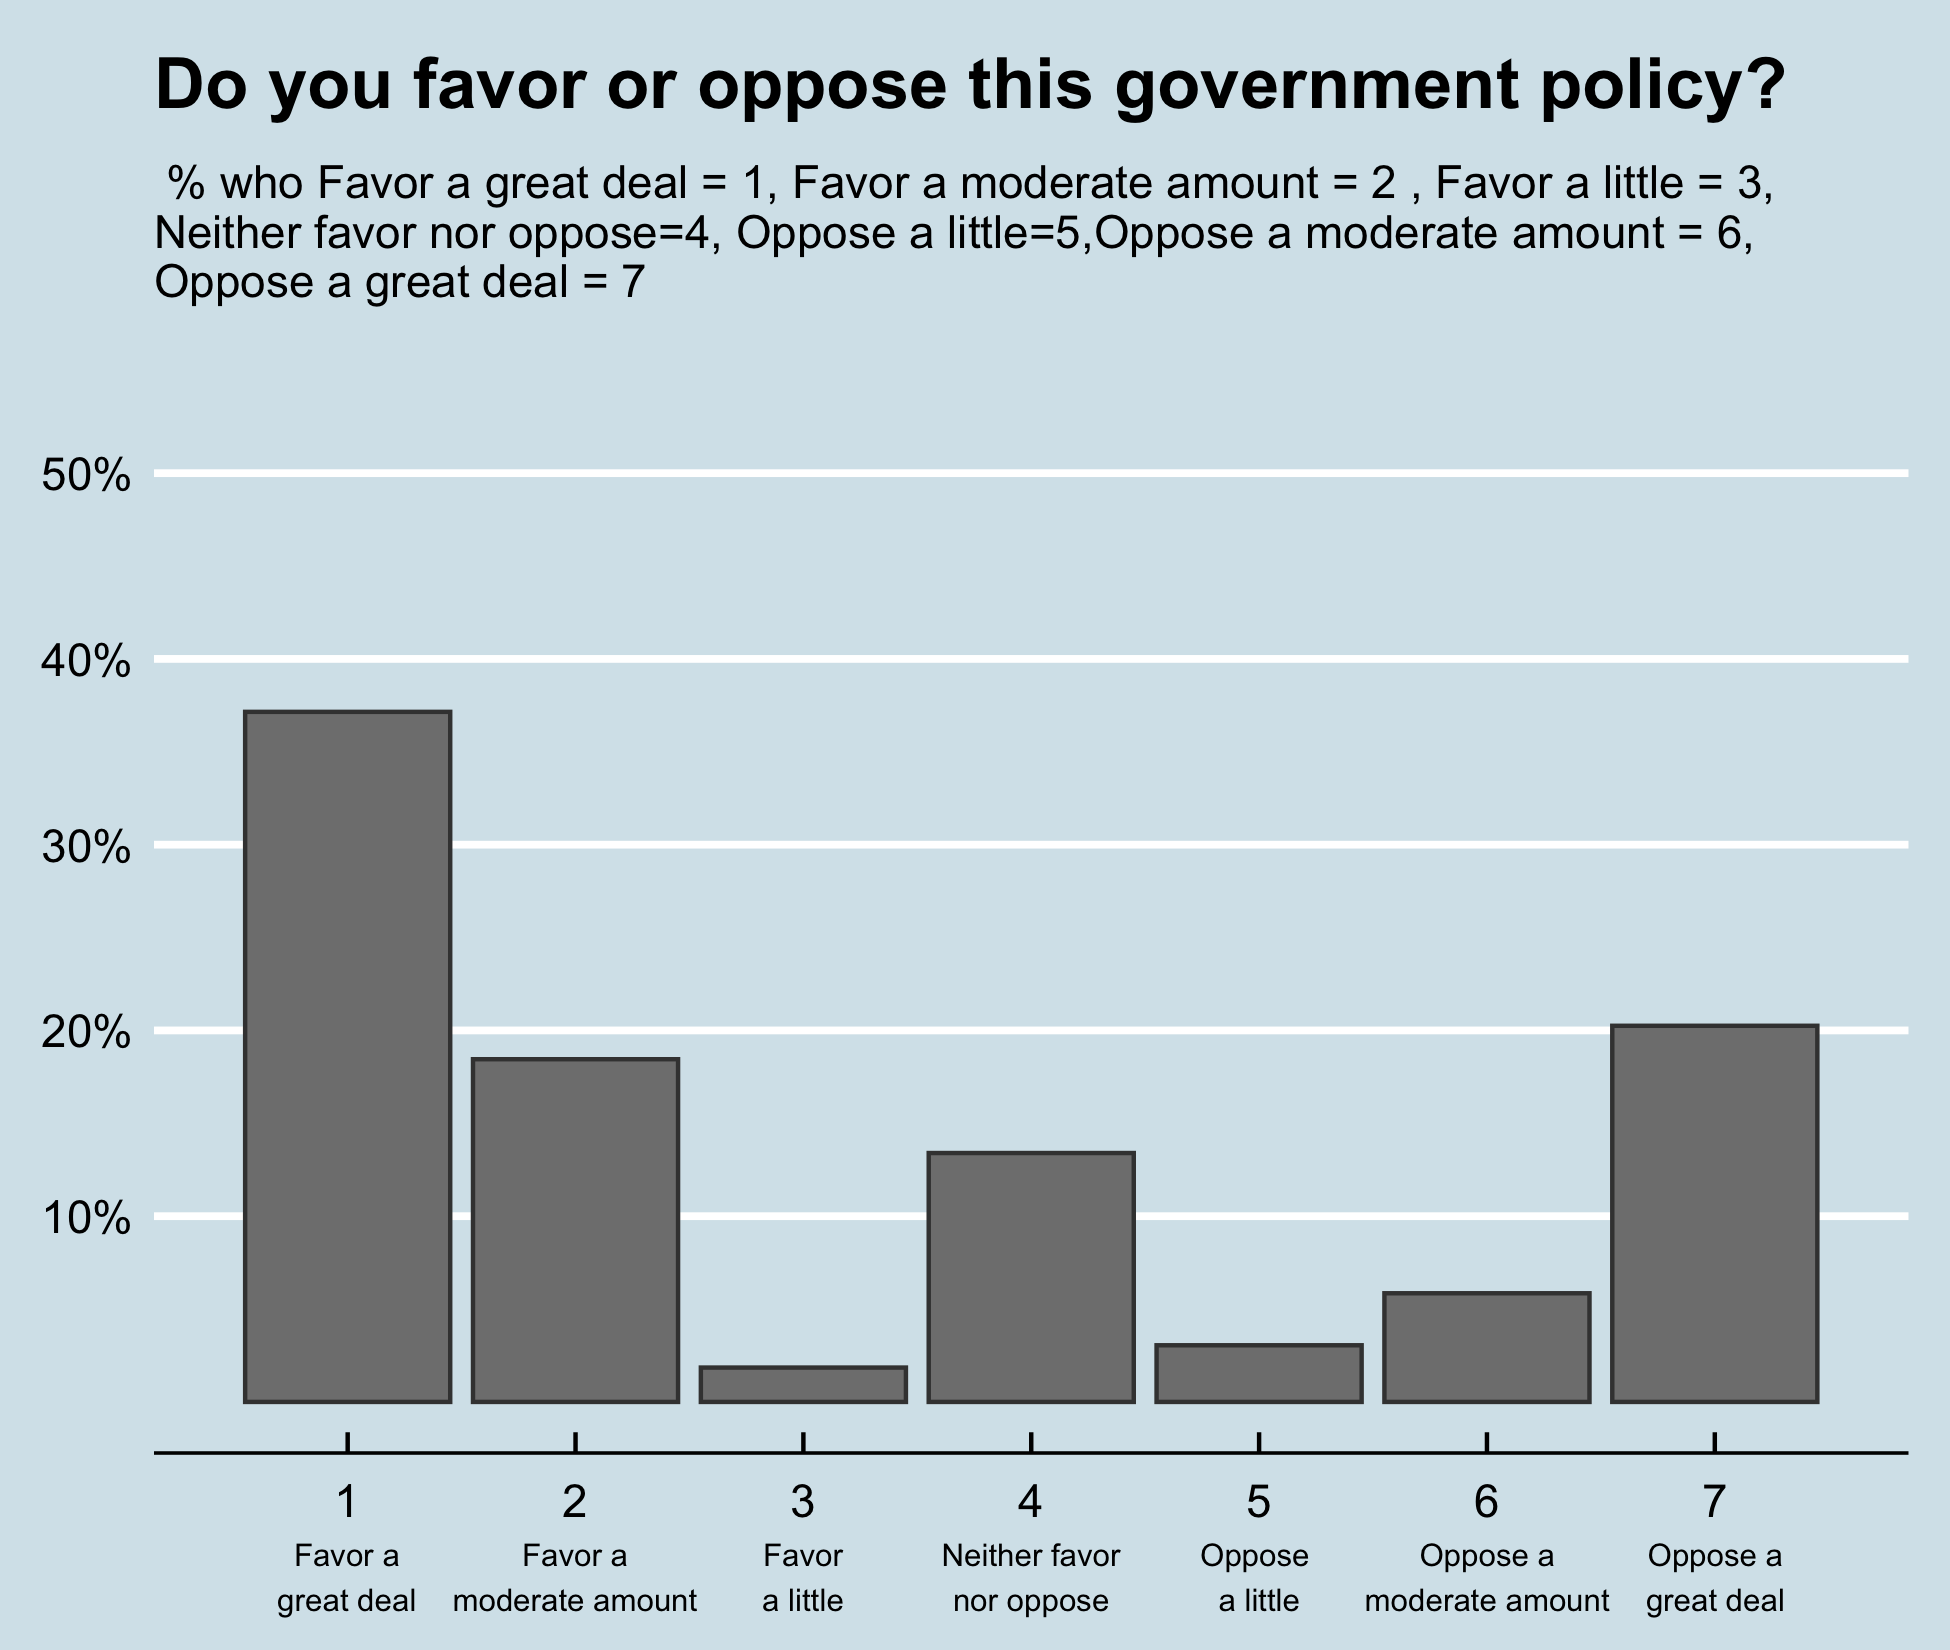 Do you favor or oppose this government policy?
% who Favor a great deal = 1, Favor a moderate amount = 2 , Favor a little = 3,
Neither favor nor oppose=4, Oppose a little=5,Oppose a moderate amount = 6,
Oppose a great deal = 7
50%
40%
30%
20%
10%
1 2 3 4 5 6 7
Favor a Favor a Favor Neither favor Oppose Oppose a Oppose a
great deal moderate amount a little nor oppose a little moderate amount great deal